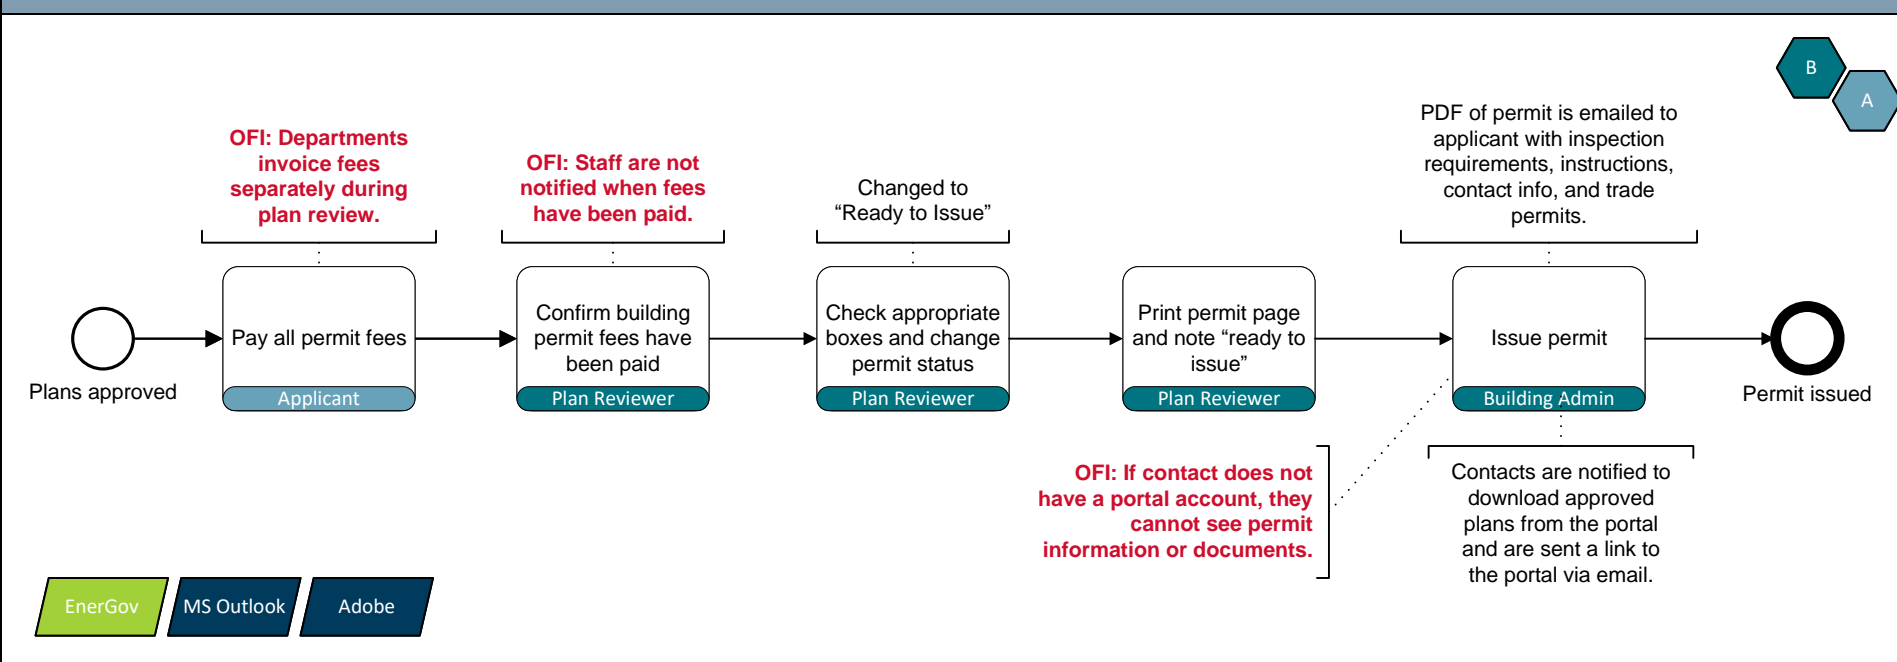 B
A
OFI: Departments
invoice fees
separately during
plan review.
OFI: Staff are not
notified when fees
have been paid.
Changed to
“Ready to Issue”
PDF of permit is emailed to
applicant with inspection
requirements, instructions,
contact info, and trade
permits.
Plans approved
Pay all permit fees
Applicant
Confirm building
permit fees have
been paid
Plan Reviewer
Check appropriate
boxes and change
permit status
Plan Reviewer
Print permit page
and note “ready to
issue”
Plan Reviewer
Issue permit
Building Admin
Permit issued
OFI: If contact does not
have a portal account, they
cannot see permit
information or documents.
Contacts are notified to
download approved
plans from the portal
and are sent a link to
the portal via email.
EnerGov
MS Outlook
Adobe